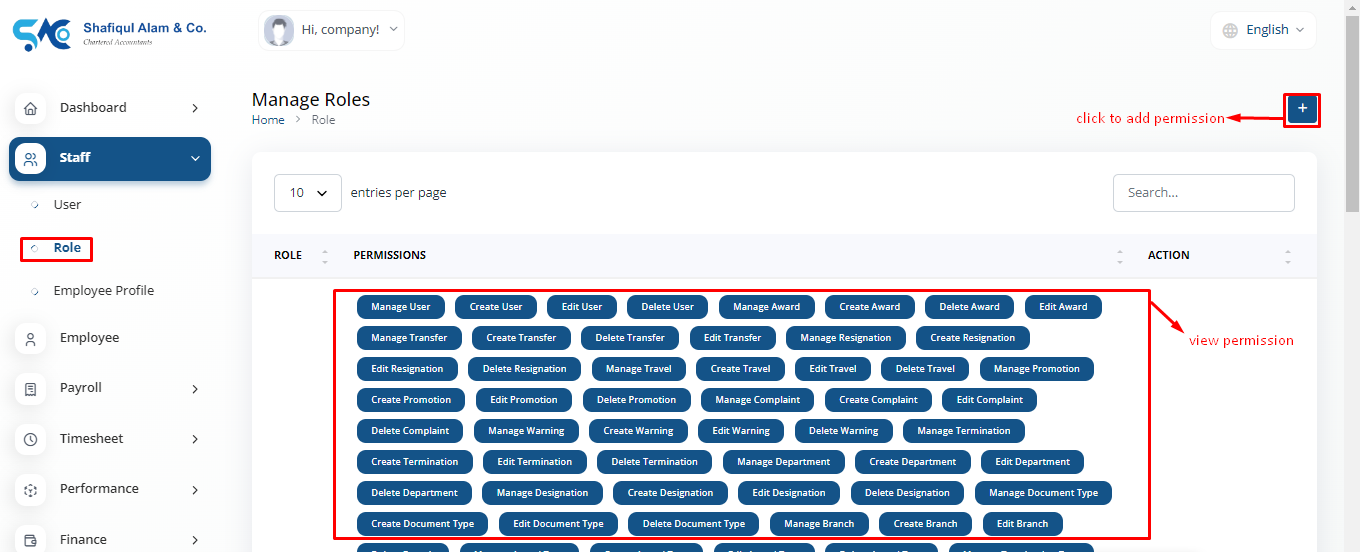 Shafiqul Alam & Co.
Chartered Accountants
Hi, company!
English
Dashboard
Staff
User
Role
Employee Profile
Employee
Payroll
Timesheet
Performance
Finance
Manage Roles
Home > Role
click to add permission
+
10 entries per page
Search...
ROLE PERMISSIONS ACTION
Manage User Create User Edit User Delete User Manage Award Create Award Delete Award Edit Award
Manage Transfer Create Transfer Delete Transfer Edit Transfer Manage Resignation Create Resignation
view permission
Edit Resignation Delete Resignation Manage Travel Create Travel Edit Travel Delete Travel Manage Promotion
Create Promotion Edit Promotion Delete Promotion Manage Complaint Create Complaint Edit Complaint
Delete Complaint Manage Warning Create Warning Edit Warning Delete Warning Manage Termination
Create Termination Edit Termination Delete Termination Manage Department Create Department Edit Department
Delete Department Manage Designation Create Designation Edit Designation Delete Designation Manage Document Type
Create Document Type Edit Document Type Delete Document Type Manage Branch Create Branch Edit Branch